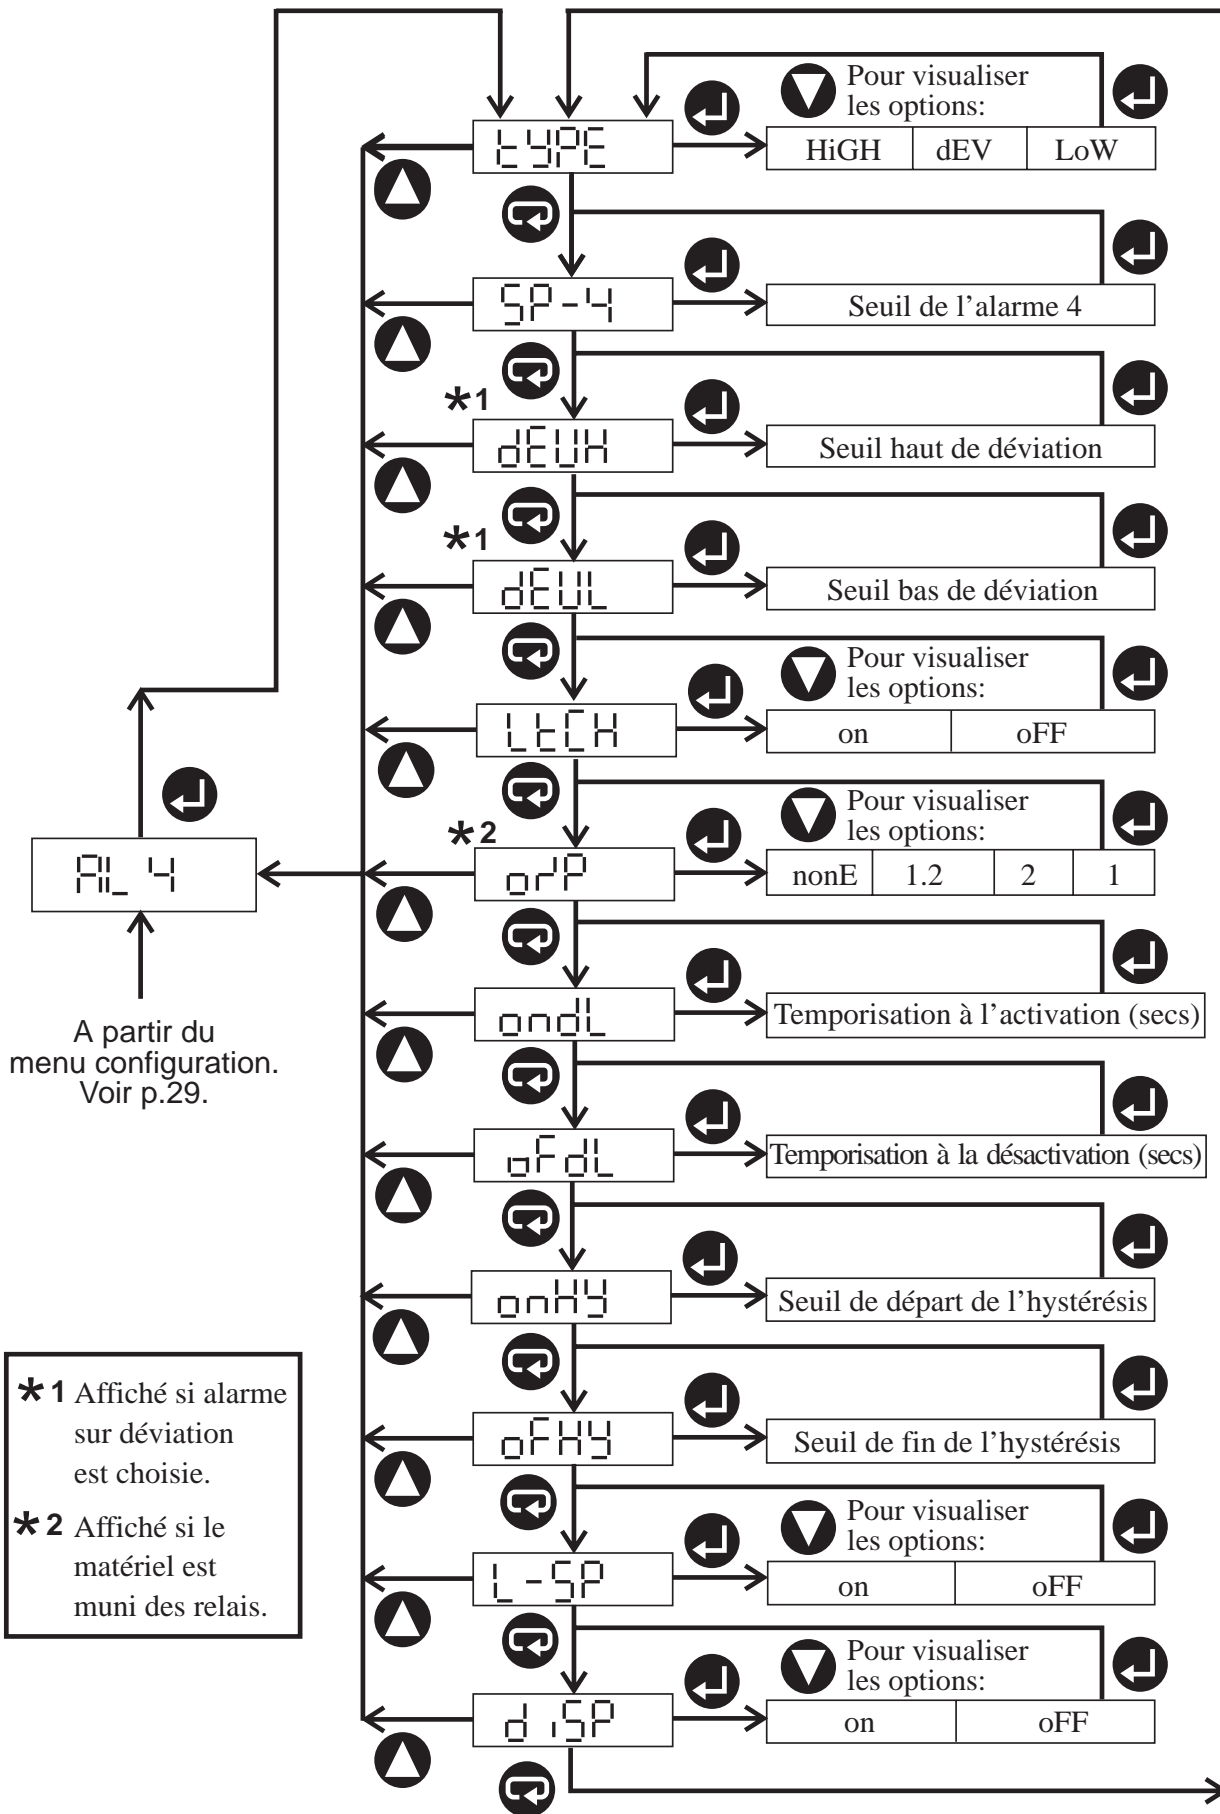 Pour visualiser
les options:
tYPE
HiGH dEV LoW
SP-4
Seuil de l’alarme 4
*1
dEVH
Seuil haut de déviation
*1
dEVL
Seuil bas de déviation
Pour visualiser
les options:
LtCH
on oFF
Pour visualiser
les options:
*2
orP
nonE 1.2 2 1
AL 4
A partir du
menu configuration.
Voir p.29.
ondL
Temporisation à l’activation (secs)
oFdL
Temporisation à la désactivation (secs)
onHY
Seuil de départ de l’hystérésis
oFHY
Seuil de fin de l’hystérésis
*1 Affiché si alarme
sur déviation
est choisie.
*2 Affiché si le
matériel est
muni des relais.
Pour visualiser
les options:
L-SP
on oFF
Pour visualiser
les options:
diSP
on oFF